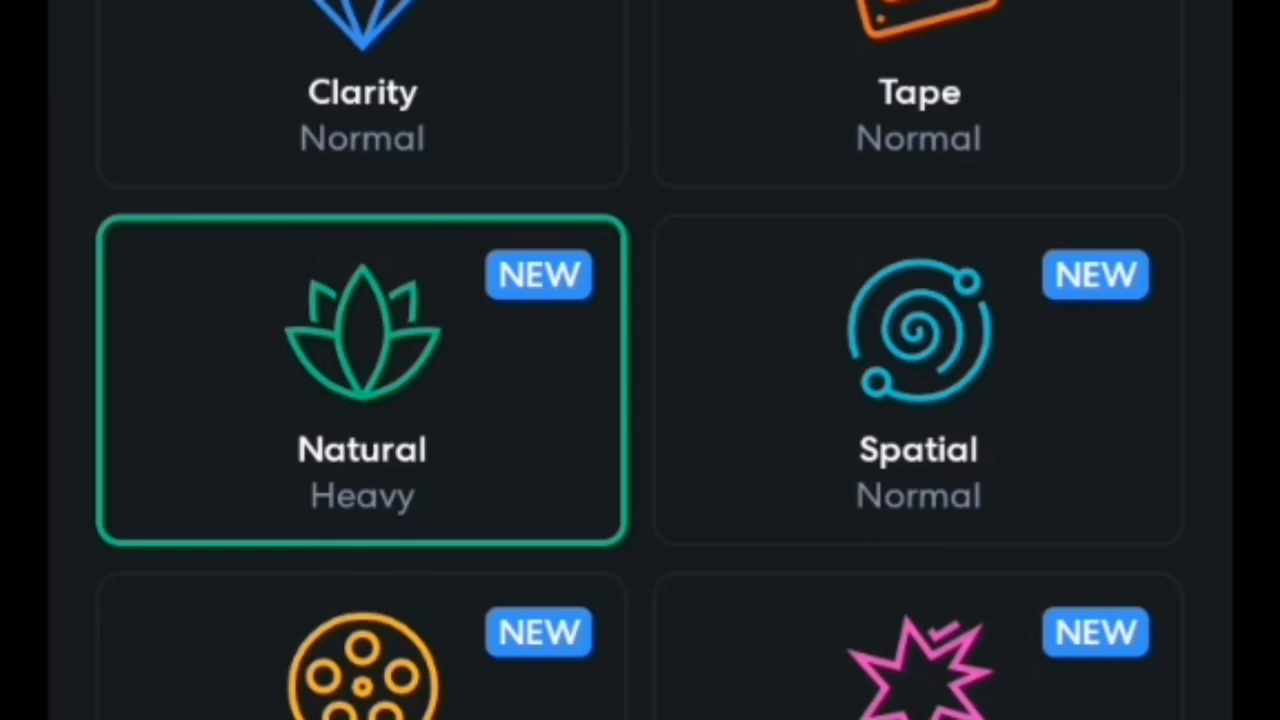 Clarity
Normal
Tape
Normal
NEW
Natural
Heavy
NEW
Spatial
Normal
NEW
NEW